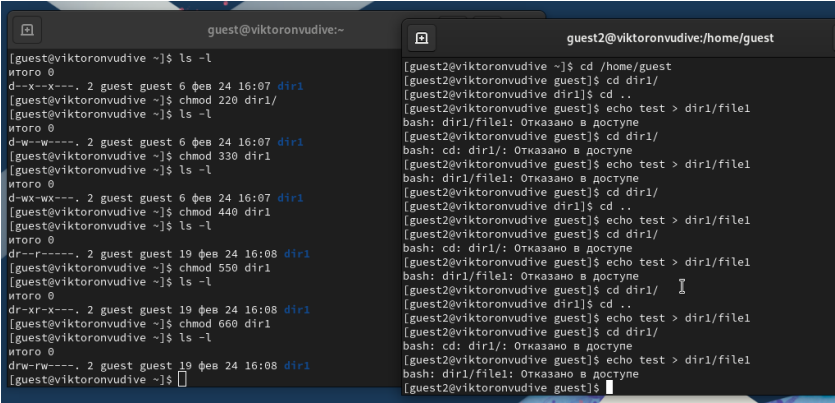 guest@viktoronvudive:~
[guest@viktoronvudive ~]$ ls -l
итого 0
d--x--x---. 2 guest guest 6 фев 24 16:07 dir1
[guest@viktoronvudive ~]$ chmod 220 dir1/
[guest@viktoronvudive ~]$ ls -l
итого 0
d-w--w----. 2 guest guest 6 фев 24 16:07 dir1
[guest@viktoronvudive ~]$ chmod 330 dir1
[guest@viktoronvudive ~]$ ls -l
итого 0
d-wx-wx---. 2 guest guest 6 фев 24 16:07 dir1
[guest@viktoronvudive ~]$ chmod 440 dir1
[guest@viktoronvudive ~]$ ls -l
итого 0
dr--r-----. 2 guest guest 19 фев 24 16:08 dir1
[guest@viktoronvudive ~]$ chmod 550 dir1
[guest@viktoronvudive ~]$ ls -l
итого 0
dr-xr-x---. 2 guest guest 19 фев 24 16:08 dir1
[guest@viktoronvudive ~]$ chmod 660 dir1
[guest@viktoronvudive ~]$ ls -l
итого 0
drw-rw----. 2 guest guest 19 фев 24 16:08 dir1
[guest@viktoronvudive ~]$
guest2@viktoronvudive:/home/guest
[guest2@viktoronvudive ~]$ cd /home/guest
[guest2@viktoronvudive guest]$ cd dir1/
[guest2@viktoronvudive dir1]$ cd ..
[guest2@viktoronvudive guest]$ echo test > dir1/file1
bash: dir1/file1: Отказано в доступе
[guest2@viktoronvudive guest]$ cd dir1/
bash: cd: dir1/: Отказано в доступе
[guest2@viktoronvudive guest]$ echo test > dir1/file1
bash: dir1/file1: Отказано в доступе
[guest2@viktoronvudive guest]$ cd dir1/
[guest2@viktoronvudive dir1]$ cd ..
[guest2@viktoronvudive guest]$ echo test > dir1/file1
[guest2@viktoronvudive guest]$ cd dir1/
bash: cd: dir1/: Отказано в доступе
[guest2@viktoronvudive guest]$ echo test > dir1/file1
bash: dir1/file1: Отказано в доступе
[guest2@viktoronvudive guest]$ cd dir1/
[guest2@viktoronvudive dir1]$ cd ..
[guest2@viktoronvudive guest]$ echo test > dir1/file1
[guest2@viktoronvudive guest]$ cd dir1/
bash: cd: dir1/: Отказано в доступе
[guest2@viktoronvudive guest]$ echo test > dir1/file1
bash: dir1/file1: Отказано в доступе
[guest2@viktoronvudive guest]$